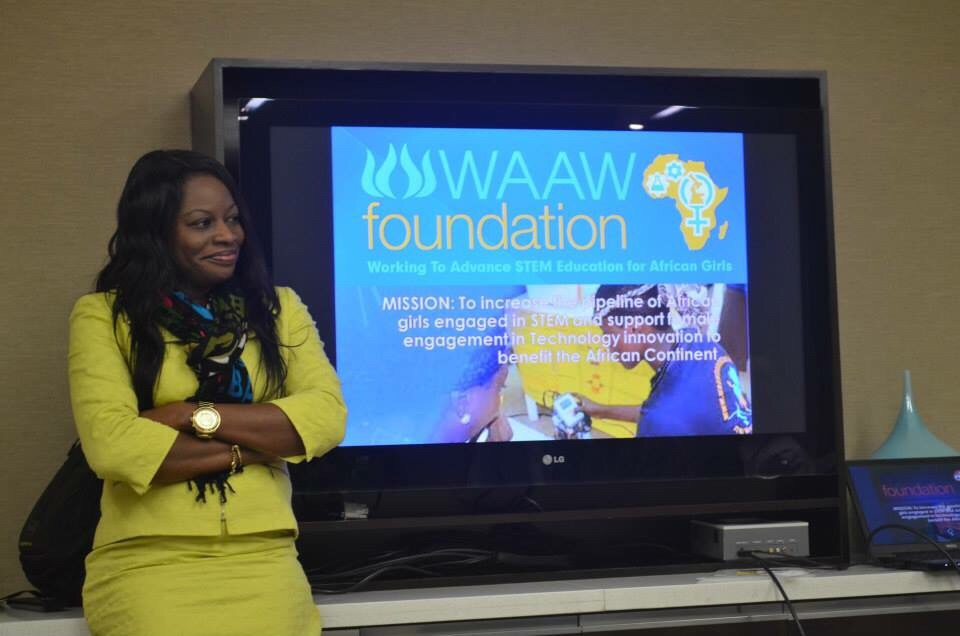 WAAW
foundation
Working To Advance STEM Education for African Girls
MISSION: To increase the pipeline of African
girls engaged in STEM and support female
engagement in Technology innovation to
benefit the African Continent
LG
foundation